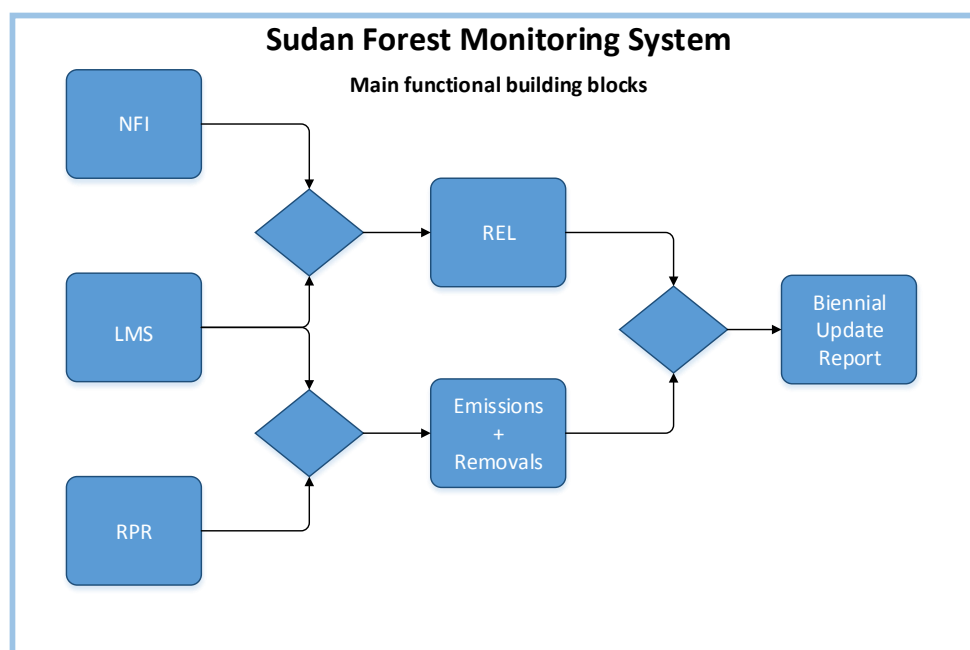 Sudan Forest Monitoring System
Main functional building blocks
NFI
REL
LMS
Biennial
Update
Report
Emissions
+
Removals
RPR